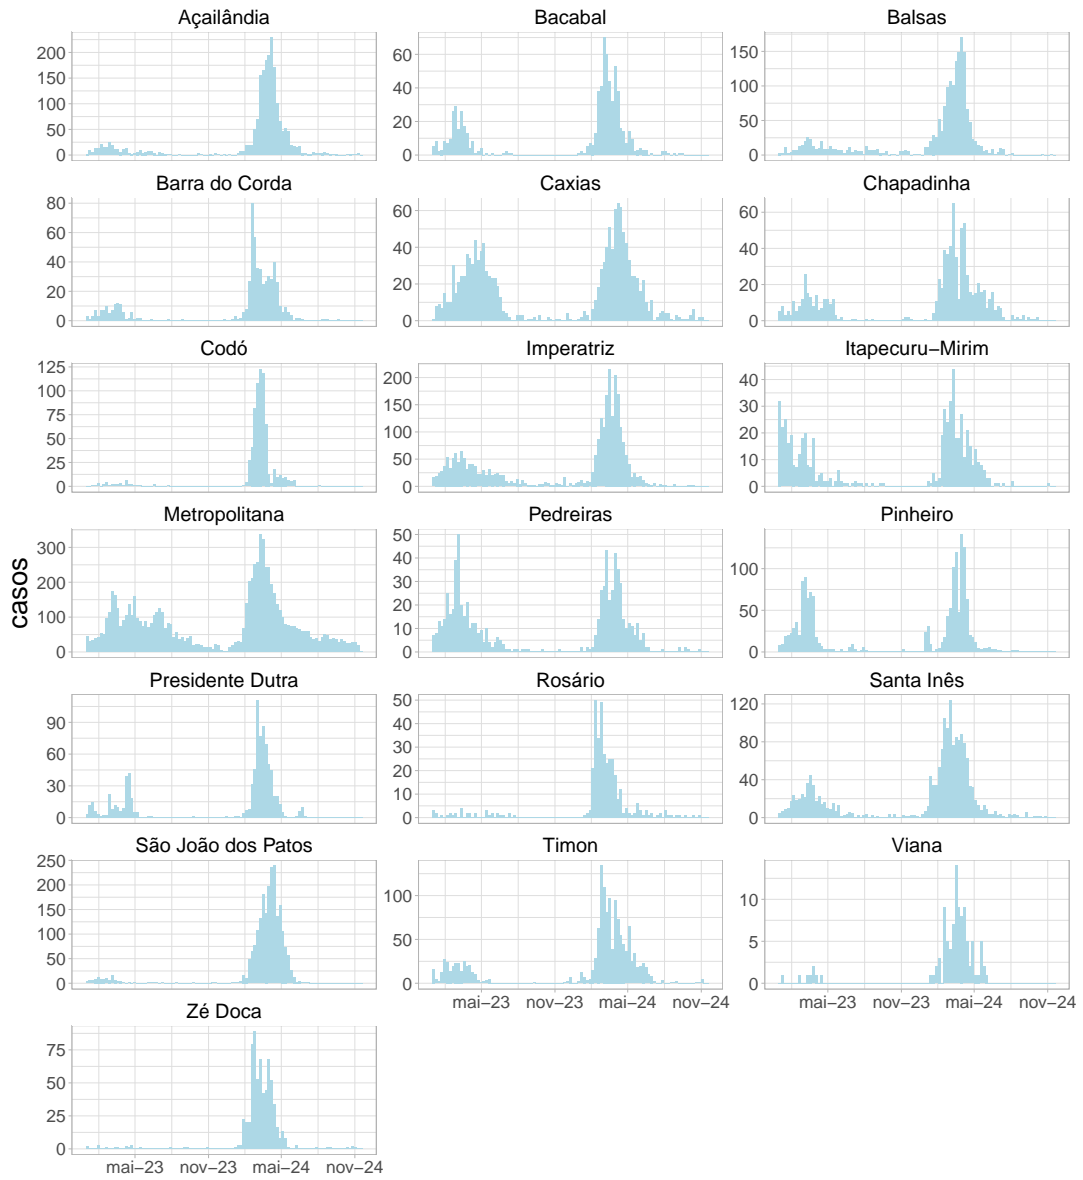 Açailândia Bacabal Balsas
200 60 150
150 100
100 40
50 20 50
0 0 0
Barra do Corda Caxias Chapadinha
80 60 60
60 40 40
40
20 20 20
0 0 0
Codó Imperatriz Itapecuru−Mirim
125 200 40
100 150 30
75 100 20
50
25 50 10
0 0 0
Metropolitana Pedreiras Pinheiro
300 50 100
200 40
30 50
100 20
10
0 0 0
casos
Presidente Dutra Rosário Santa Inês
90 50 120
60 40 80
30
30 20 40
10
0 0 0
São João dos Patos Timon Viana
250 100 10
200
150 50 5
100
50
0 0 0
mai−23 nov−23 mai−24 nov−24 mai−23 nov−23 mai−24 nov−24
Zé Doca
75
50
25
0
mai−23 nov−23 mai−24 nov−24